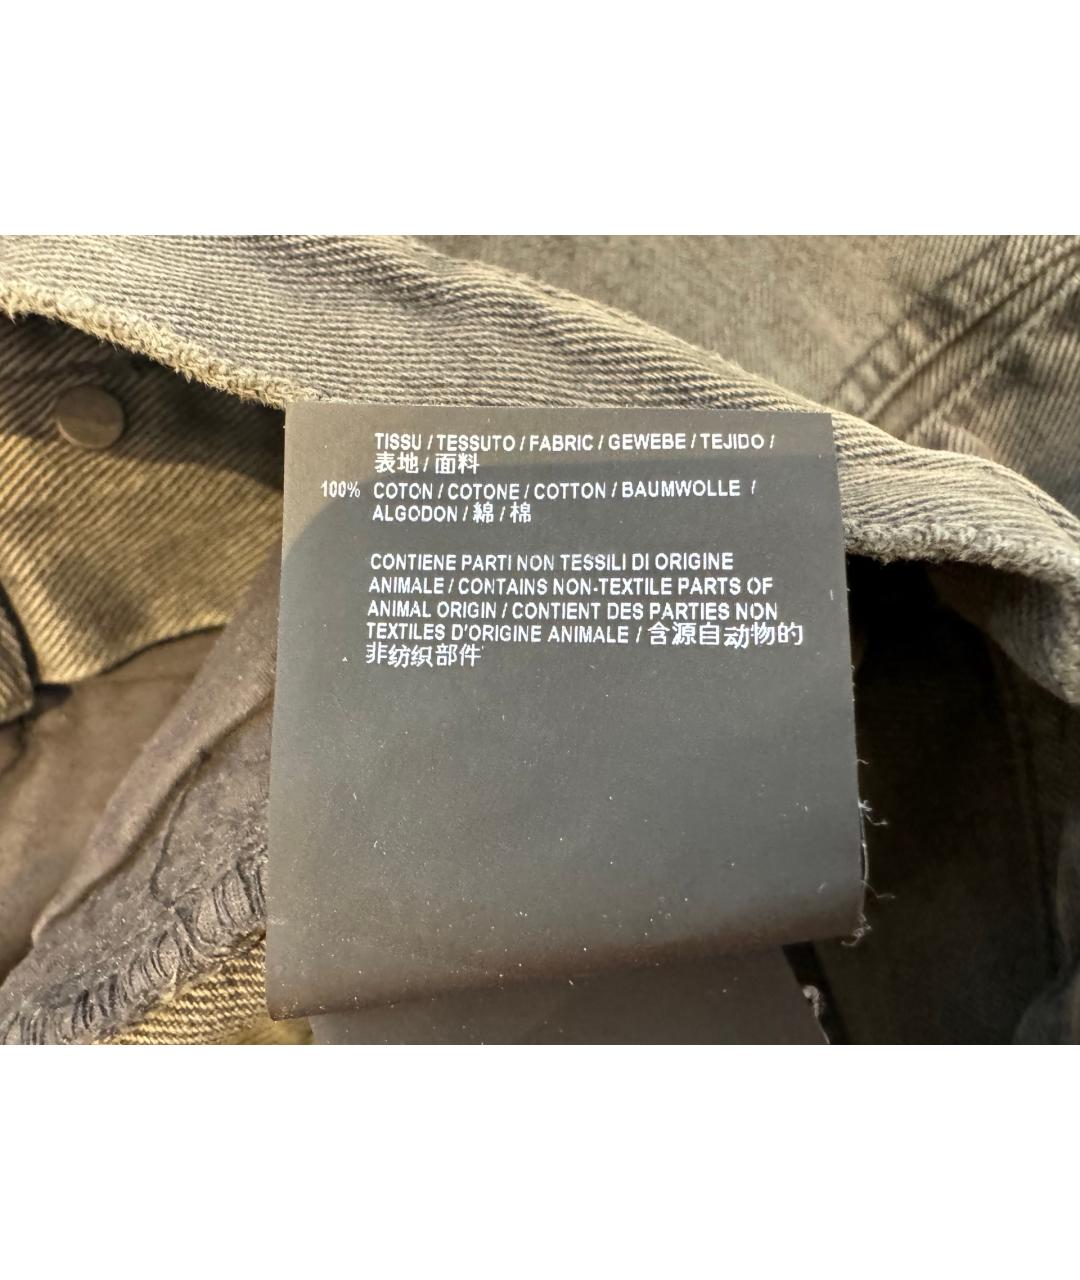 TISSU / TESSUTO / FABRIC / GEWEBE / TEJIDO /
表地 / 面料
100% COTON / COTONE / COTTON / BAUMWOLLE /
ALGODON / 綿 / 棉
CONTIENE PARTI NON TESSILI DI ORIGINE
ANIMALE / CONTAINS NON-TEXTILE PARTS OF
ANIMAL ORIGIN / CONTIENT DES PARTIES NON
TEXTILES D'ORIGINE ANIMALE / 含源自动物的
非纺织部件